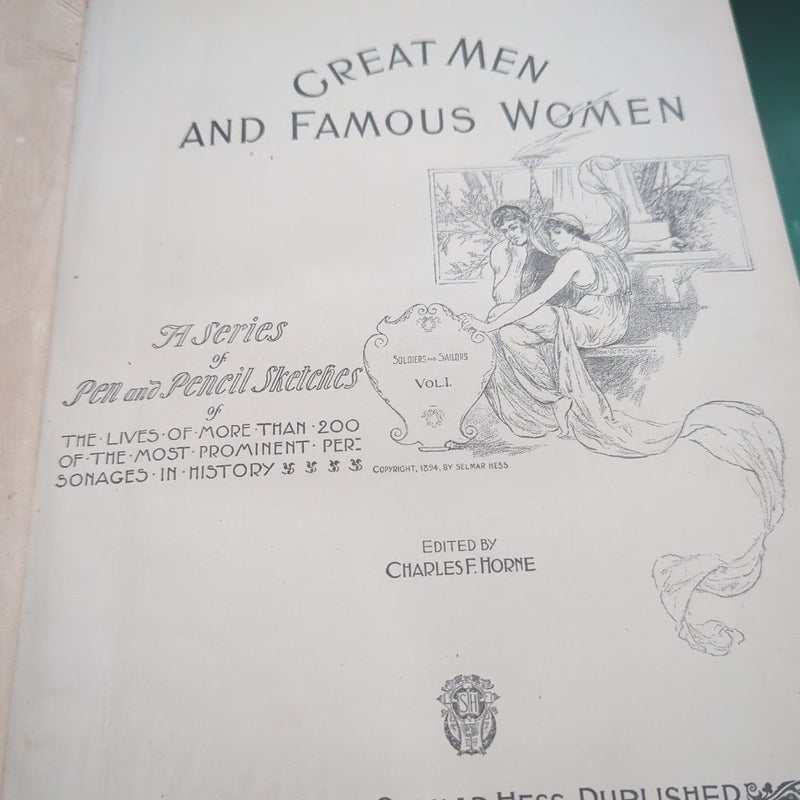 GREAT MEN
AND FAMOUS WOMEN
A Series
of
Pen and Pencil Sketches
of
THE·LIVES·OF·MORE·THAN·200
OF·THE·MOST·PROMINENT·PER-
SONAGES·IN·HISTORY
SOLDIERS AND SAILORS
VOL.I.
COPYRIGHT, 1894, BY SELMAR HESS
EDITED BY
CHARLES F. HORNE
SH
HESS PUBLISHER